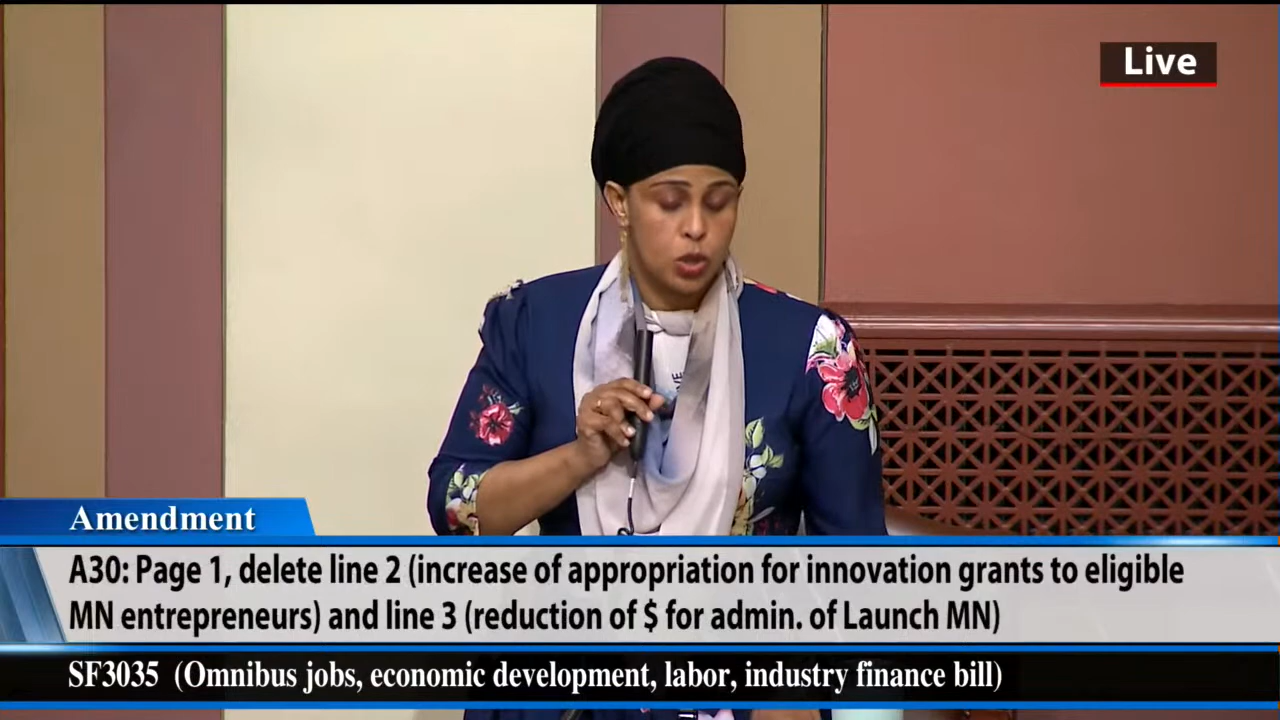 Live
Amendment
A30: Page 1, delete line 2 (increase of appropriation for innovation grants to eligible
MN entrepreneurs) and line 3 (reduction of $ for admin. of Launch MN)
SF3035 (Omnibus jobs, economic development, labor, industry finance bill)